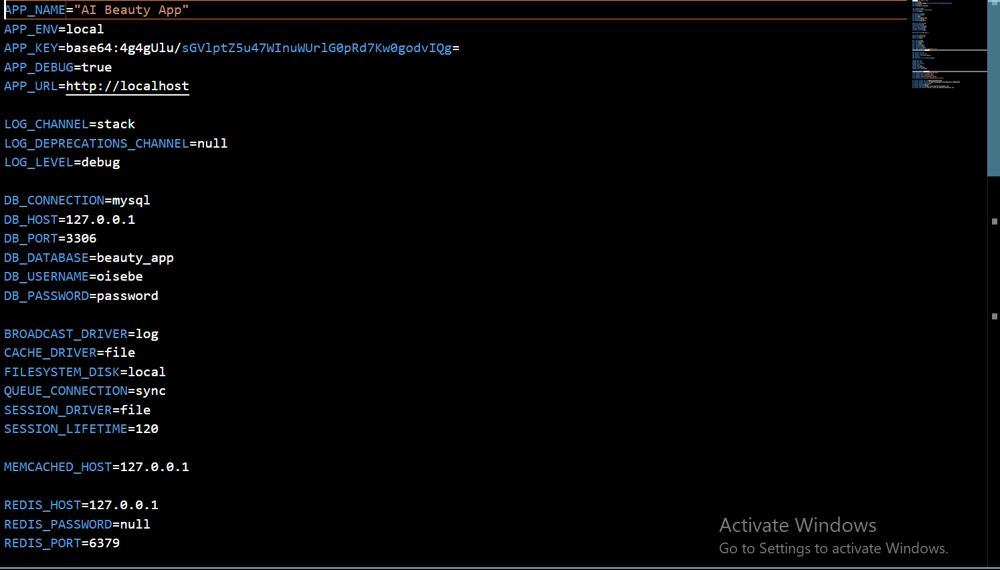 APP_NAME="AI Beauty App"
APP_ENV=local
APP_KEY=base64:4g4gUlu/sGVlptZ5u47WInuWUrlG0pRd7Kw0godvIQg=
APP_DEBUG=true
APP_URL=http://localhost
LOG_CHANNEL=stack
LOG_DEPRECATIONS_CHANNEL=null
LOG_LEVEL=debug
DB_CONNECTION=mysql
DB_HOST=127.0.0.1
DB_PORT=3306
DB_DATABASE=beauty_app
DB_USERNAME=oisebe
DB_PASSWORD=password
BROADCAST_DRIVER=log
CACHE_DRIVER=file
FILESYSTEM_DISK=local
QUEUE_CONNECTION=sync
SESSION_DRIVER=file
SESSION_LIFETIME=120
MEMCACHED_HOST=127.0.0.1
REDIS_HOST=127.0.0.1
REDIS_PASSWORD=null
REDIS_PORT=6379
Activate Windows
Go to Settings to activate Windows.